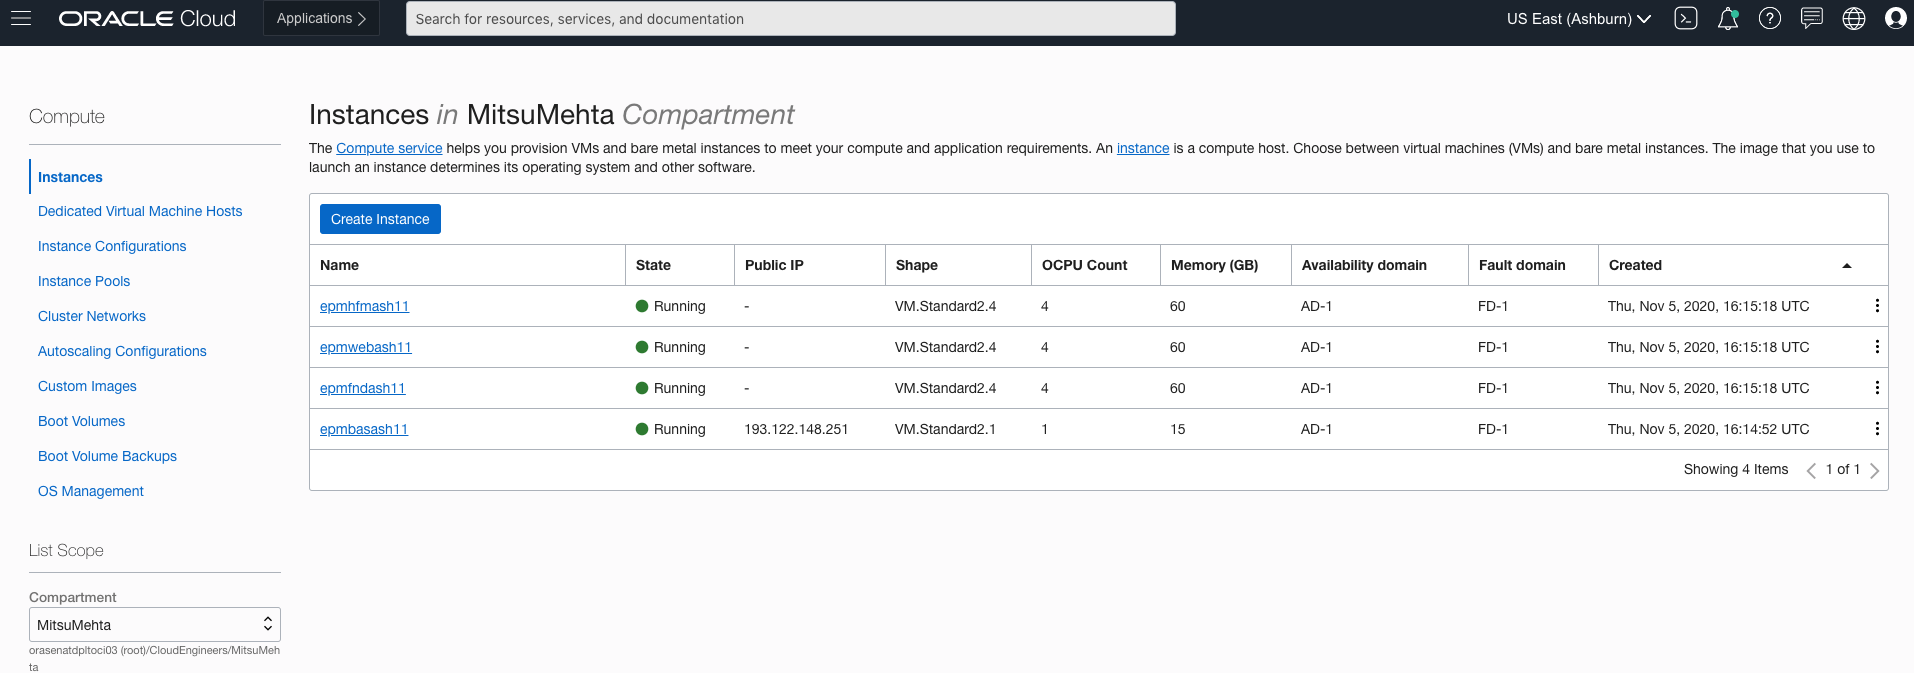 ORACLE Cloud
Applications
Search for resources, services, and documentation
US East (Ashburn)
Compute
Instances
Dedicated Virtual Machine Hosts
Instance Configurations
Instance Pools
Cluster Networks
Autoscaling Configurations
Custom Images
Boot Volumes
Boot Volume Backups
OS Management
List Scope
Compartment
MitsuMehta
orasenatdpltoci03 (root)/CloudEngineers/MitsuMeh
ta
Instances in MitsuMehta Compartment
The Compute service helps you provision VMs and bare metal instances to meet your compute and application requirements. An instance is a compute host. Choose between virtual machines (VMs) and bare metal instances. The image that you use to
launch an instance determines its operating system and other software.
Create Instance
Name State Public IP Shape OCPU Count Memory (GB) Availability domain Fault domain Created
epmhfmash11 Running - VM.Standard2.4 4 60 AD-1 FD-1 Thu, Nov 5, 2020, 16:15:18 UTC
epmwebash11 Running - VM.Standard2.4 4 60 AD-1 FD-1 Thu, Nov 5, 2020, 16:15:18 UTC
epmfndash11 Running - VM.Standard2.4 4 60 AD-1 FD-1 Thu, Nov 5, 2020, 16:15:18 UTC
epmbasash11 Running 193.122.148.251 VM.Standard2.1 1 15 AD-1 FD-1 Thu, Nov 5, 2020, 16:14:52 UTC
Showing 4 Items 1 of 1